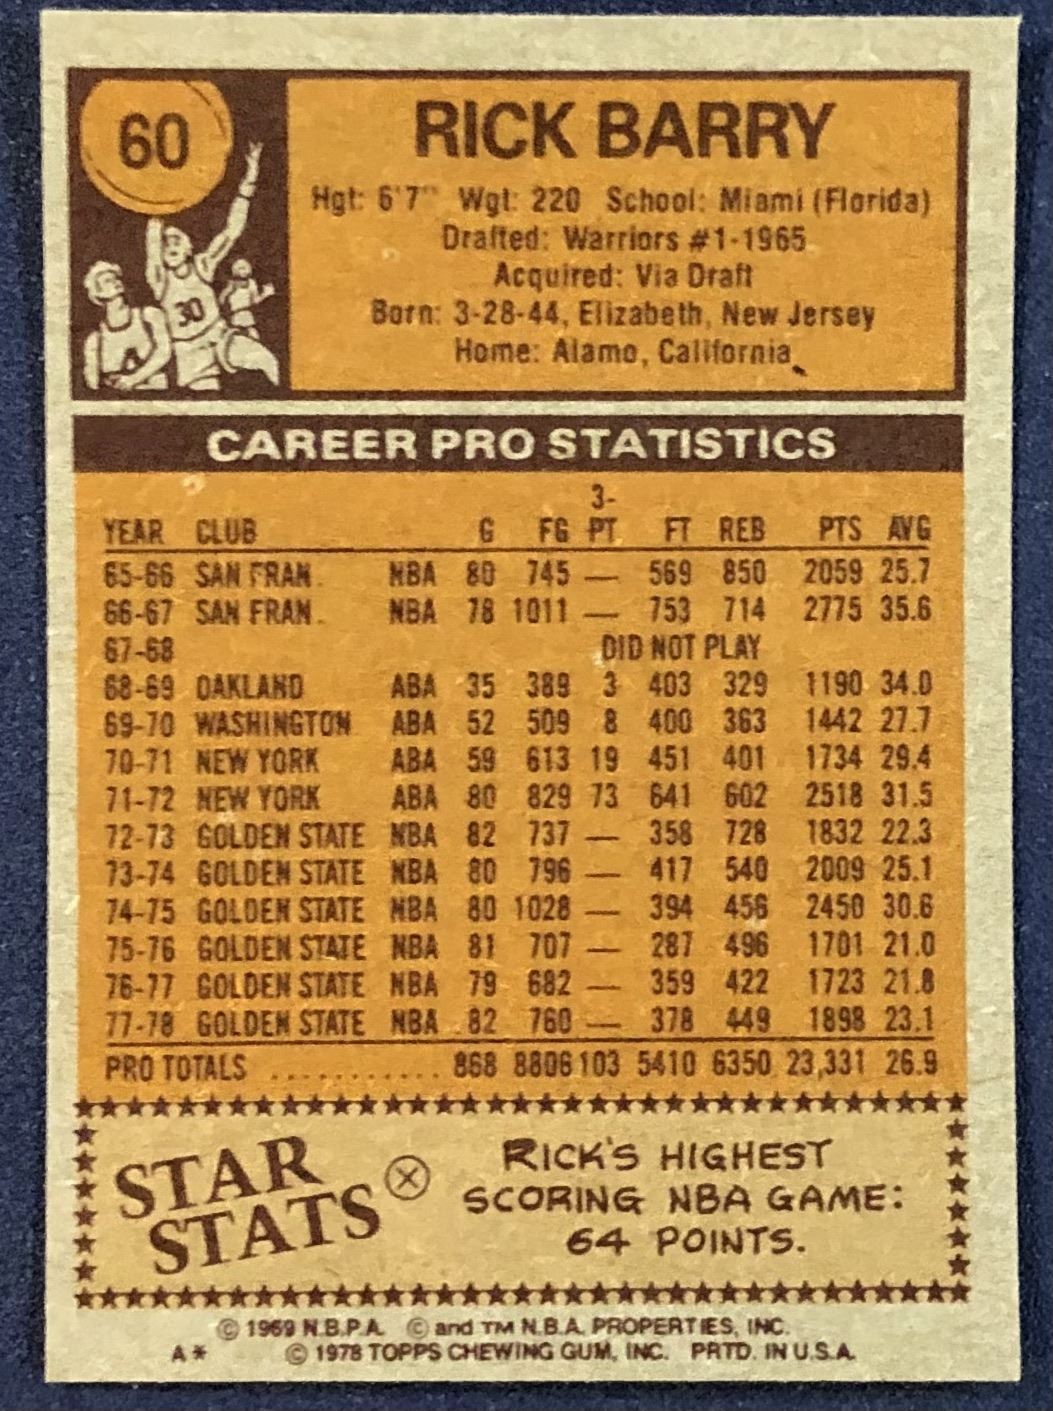 60
30
RICK BARRY
Hgt: 6'7" Wgt: 220 School: Miami (Florida)
Drafted: Warriors #1-1965
Acquired: Via Draft
Born: 3-28-44, Elizabeth, New Jersey
Home: Alamo, California
CAREER PRO STATISTICS
YEAR CLUB G FG 3-PT FT REB PTS AVG
65-66 SAN FRAN. NBA 80 745 — 569 850 2059 25.7
66-67 SAN FRAN. NBA 78 1011 — 753 714 2775 35.6
67-68 DID NOT PLAY
68-69 OAKLAND ABA 35 389 3 403 329 1190 34.0
69-70 WASHINGTON ABA 52 509 8 400 363 1442 27.7
70-71 NEW YORK ABA 59 613 19 451 401 1734 29.4
71-72 NEW YORK ABA 80 829 73 641 602 2518 31.5
72-73 GOLDEN STATE NBA 82 737 — 358 728 1832 22.3
73-74 GOLDEN STATE NBA 80 796 — 417 540 2009 25.1
74-75 GOLDEN STATE NBA 80 1028 — 394 456 2450 30.6
75-76 GOLDEN STATE NBA 81 707 — 287 496 1701 21.0
76-77 GOLDEN STATE NBA 79 682 — 359 422 1723 21.8
77-78 GOLDEN STATE NBA 82 760 — 378 449 1898 23.1
PRO TOTALS ........... 868 8806 103 5410 6350 23,331 26.9
STAR
STATS
RICK'S HIGHEST
SCORING NBA GAME:
64 POINTS.
© 1969 N.B.P.A. © and TM N.B.A. PROPERTIES, INC.
A* © 1978 TOPPS CHEWING GUM, INC. PRTD. IN U.S.A.